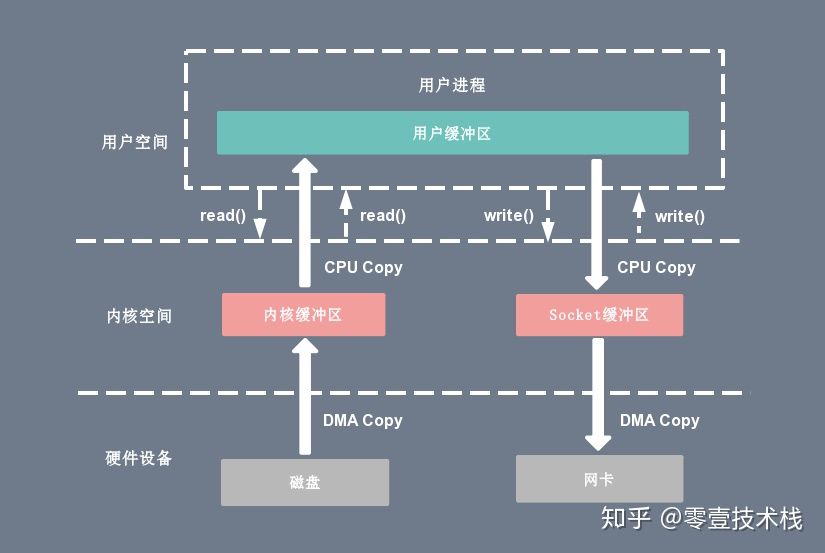 用户进程
用户缓冲区
用户空间
read()
read()
write()
write()
CPU Copy
CPU Copy
内核空间
内核缓冲区
Socket缓冲区
DMA Copy
DMA Copy
硬件设备
磁盘
网卡
知乎 @零壹技术栈